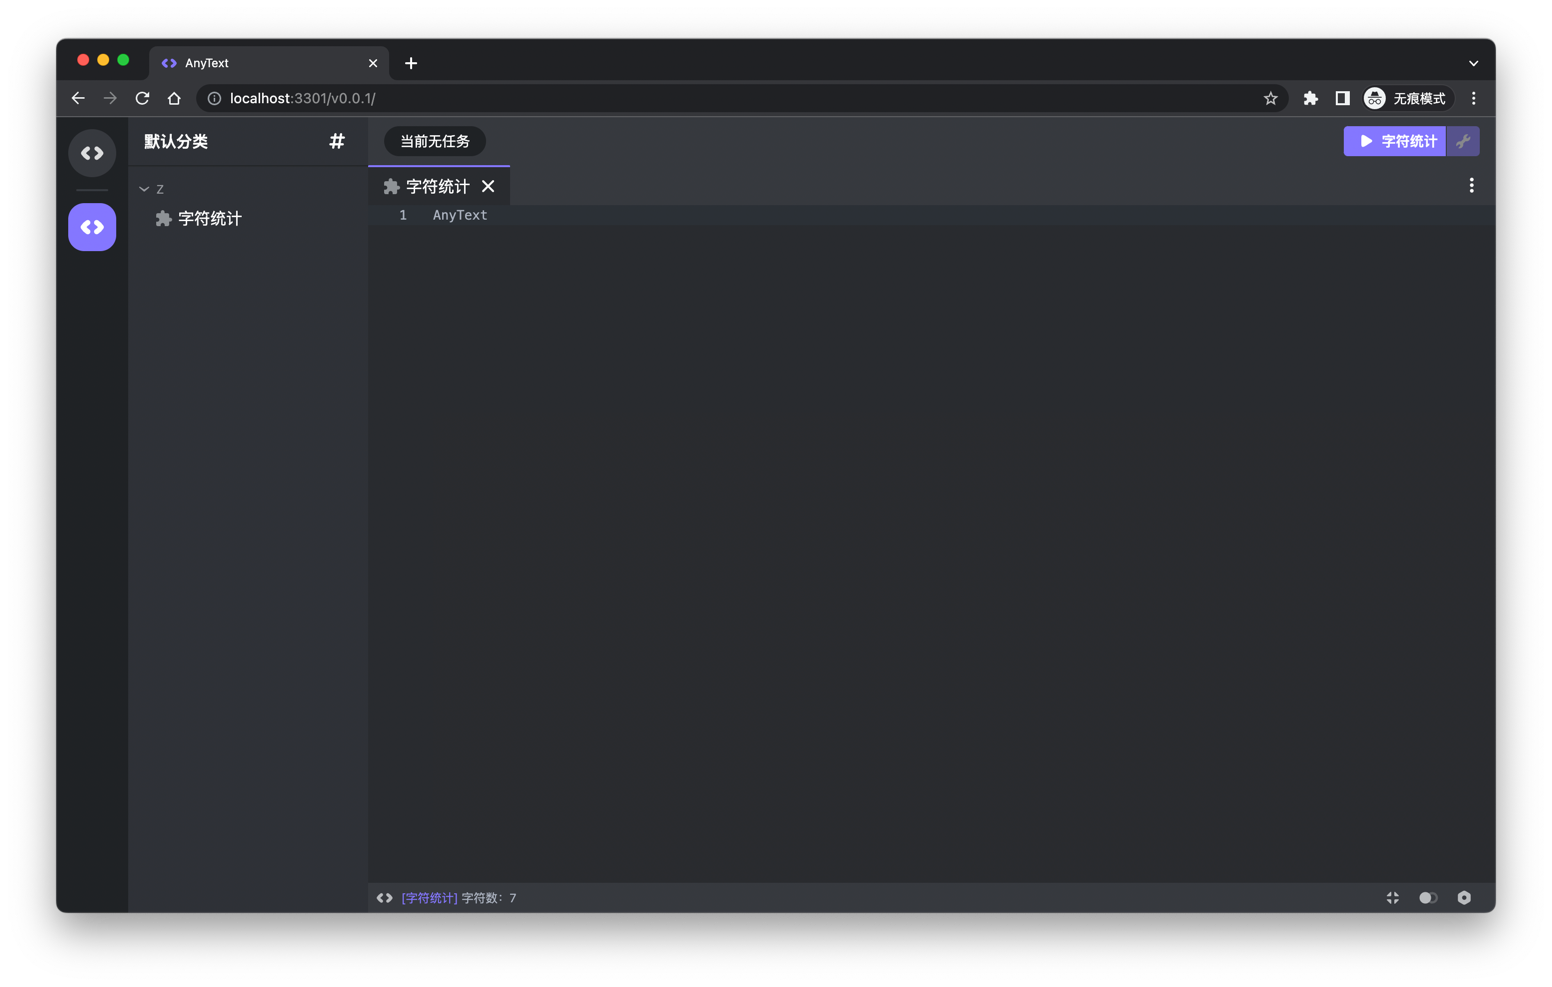 AnyText
localhost:3301/v0.0.1/
无痕模式
默认分类
#
当前无任务
字符统计
Z
字符统计
字符统计
1 AnyText
[字符统计] 字符数: 7